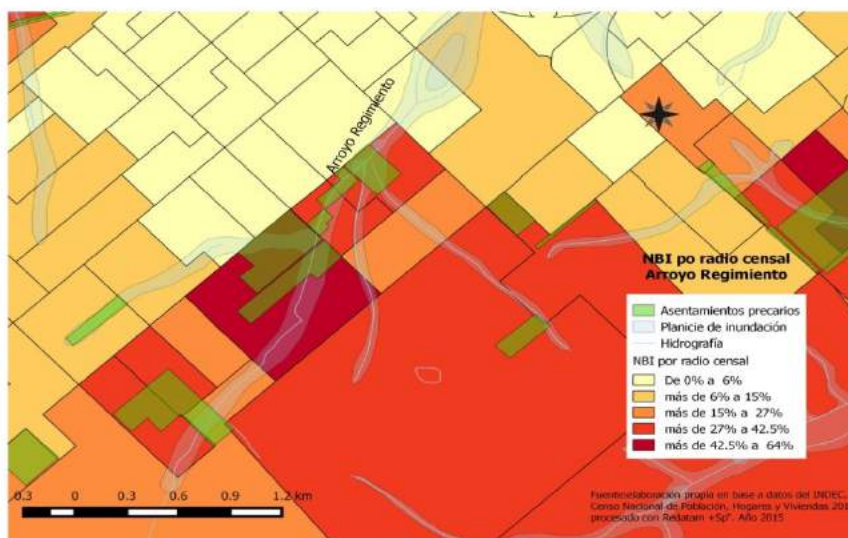 Arroyo Regimiento
NBI po radio censal
Arroyo Regimiento
Asentamientos precarios
Planicie de inundación
Hidrografía
NBI por radio censal
De 0% a 6%
más de 6% a 15%
más de 15% a 27%
más de 27% a 42.5%
más de 42.5% a 64%
0.3 0 0.3 0.6 0.9 1.2 km
Fuente:elaboración propia en base a datos del INDEC.
Censo Nacional de Población, Hogares y Viviendas 201
procesado con Redatam +Sp". Año 2015